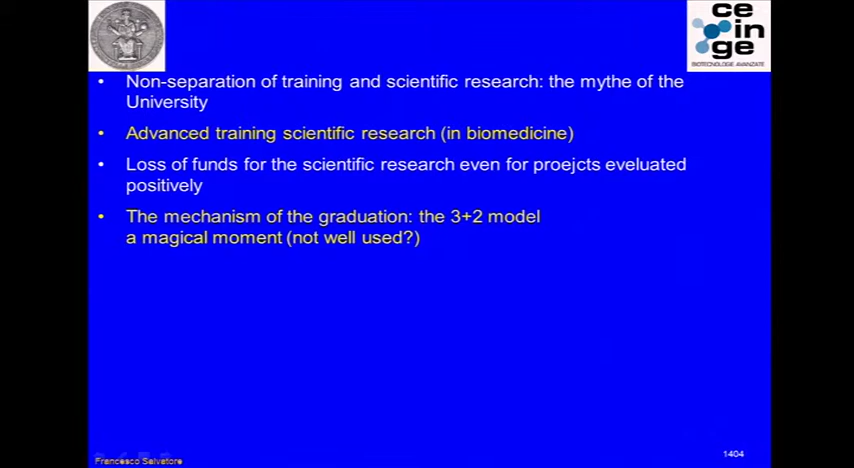 ce
in
ge
BIOTECNOLOGIE AVANZATE
• Non-separation of training and scientific research: the mythe of the
University
• Advanced training scientific research (in biomedicine)
• Loss of funds for the scientific research even for proejcts eveluated
positively
• The mechanism of the graduation: the 3+2 model
a magical moment (not well used?)
1404
Francesco Salvatore